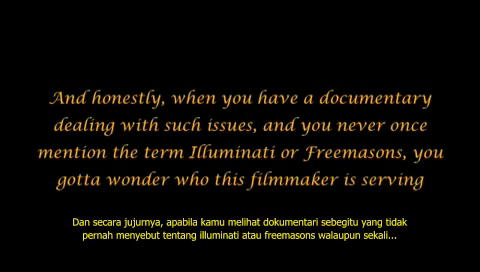 And honestly, when you have a documentary
dealing with such issues, and you never once
mention the term Illuminati or Freemasons, you
gotta wonder who this filmmaker is serving
Dan secara jujurnya, apabila kamu melihat dokumentari sebegitu yang tidak
pernah menyebut tentang illuminati atau freemasons walaupun sekali...